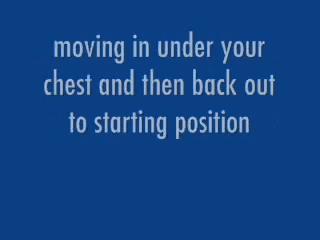 moving in under your
chest and then back out
to starting position